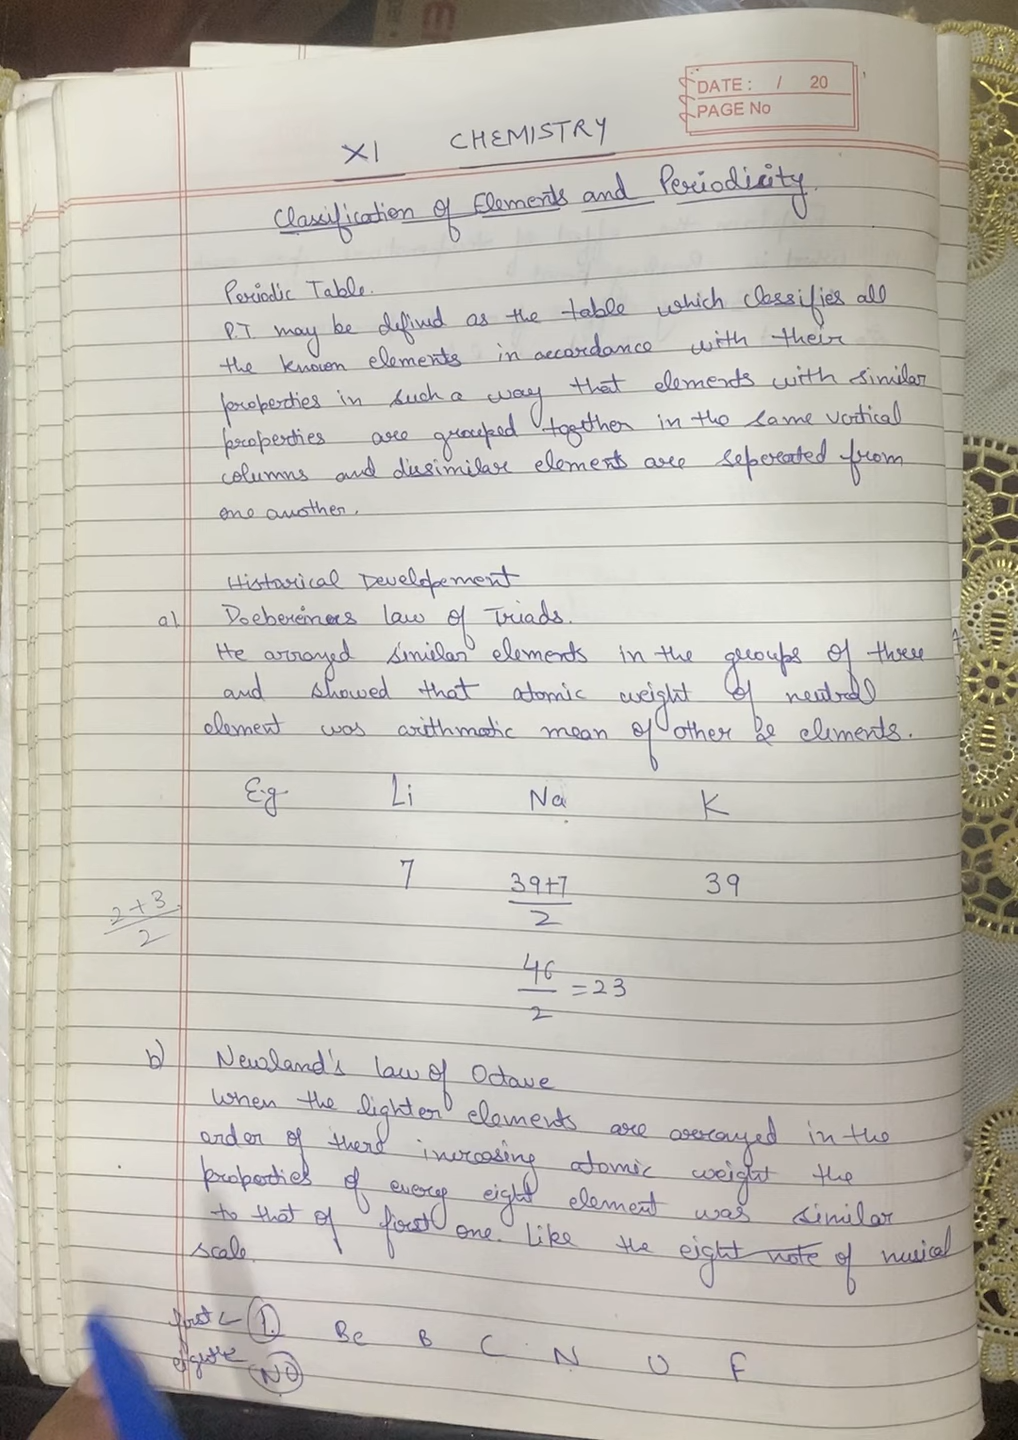 DATE: / 20
PAGE No
XI CHEMISTRY
Classification of Elements and Periodicity.
Periodic Table.
P.T may be defined as the table which classifies all
the known elements in accordance with their
properties in such a way that elements with similar
properties are grouped together in the same vertical
columns and dissimilar elements are seperated from
one another.
Historical Developement
a) Doebereners law of Triads.
He arrayed similar elements in the groups of three
and showed that atomic weight of neutral
element was arithmatic mean of other elements.
E.g. Li Na K
7 39+7/2 39
2+3/2
46/2 = 23
b) Newland's law of Octave
When the lighter elements are arrayed in the
order of there increasing atomic weight the
properties of every eight element was similar
to that of first one. Like the eight note of musical
scale.
first Be B C N O F
eighth